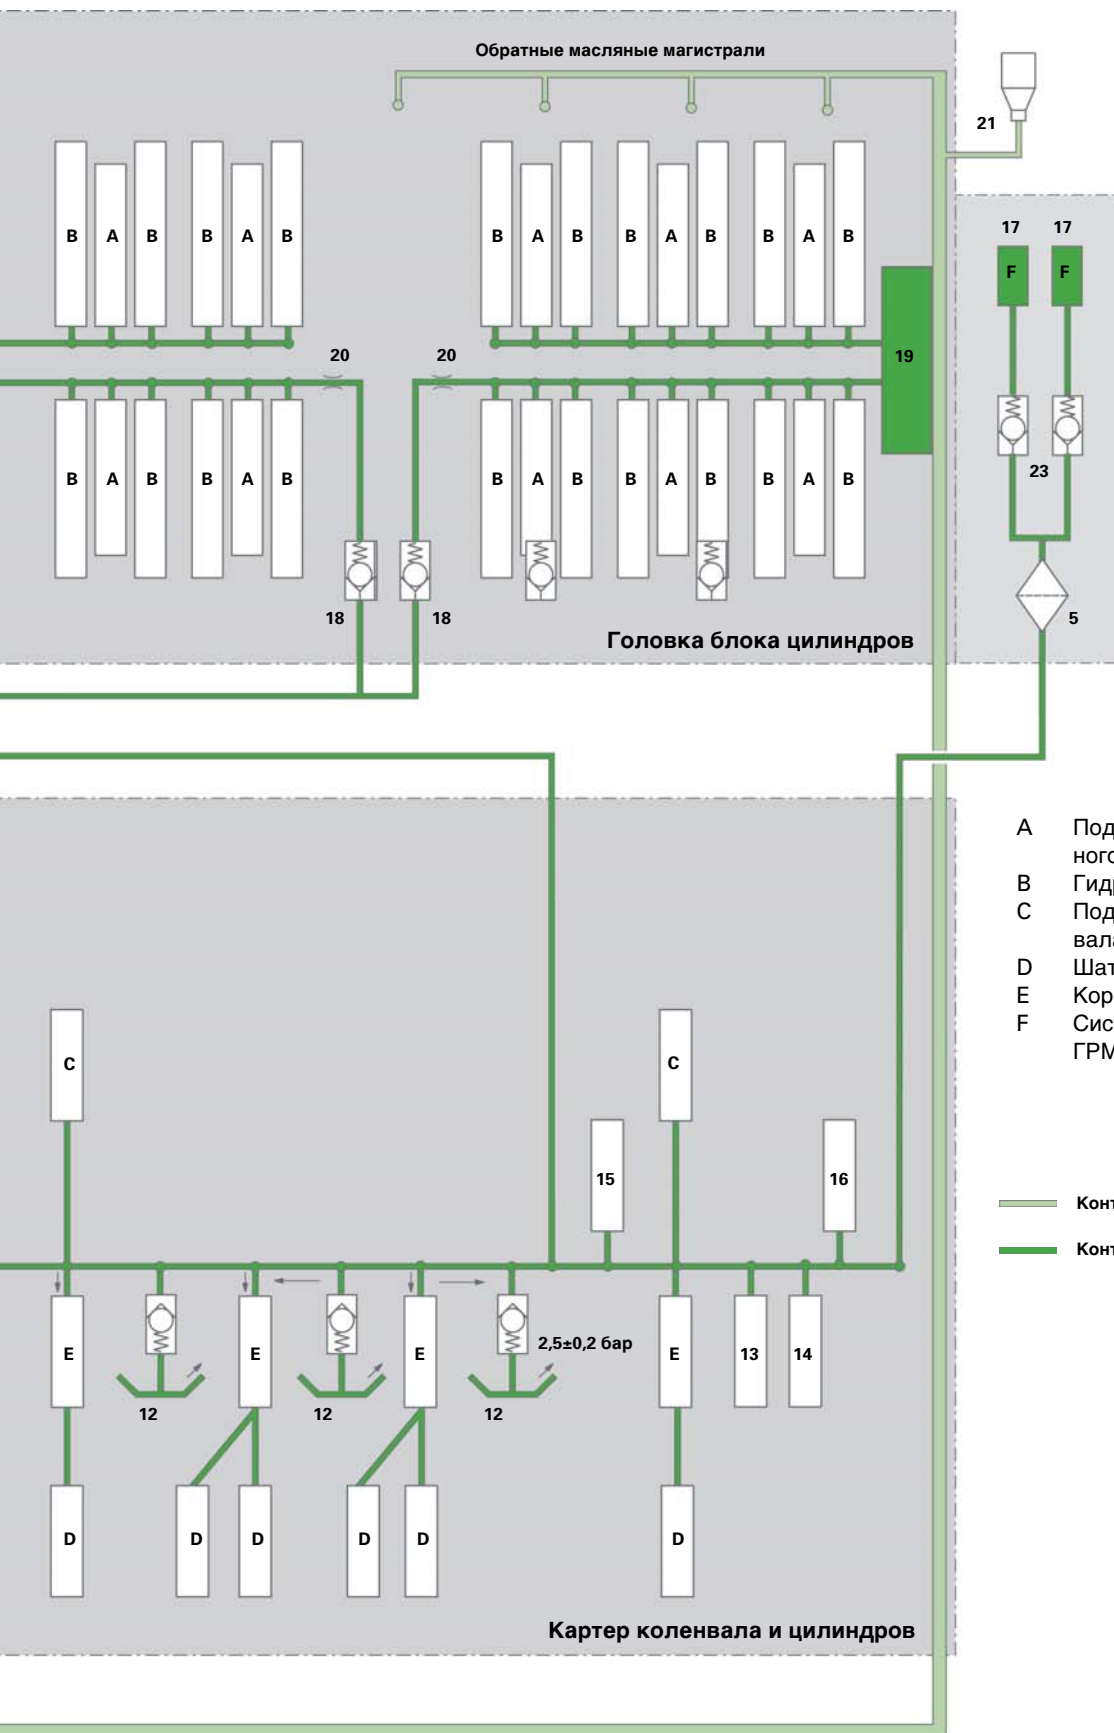 Обратные масляные магистрали
21
17 17
B A B B A B B A B B A B B A B F F
20 20 19
B A B B A B B A B B A B B A B 23
18 18 5
Головка блока цилиндров
A
B
C
D
E
F
ГРМ
C C
15 16
E E E 2,5±0,2 бар E 13 14
12 12 12
D D D D D D
Картер коленвала и цилиндров